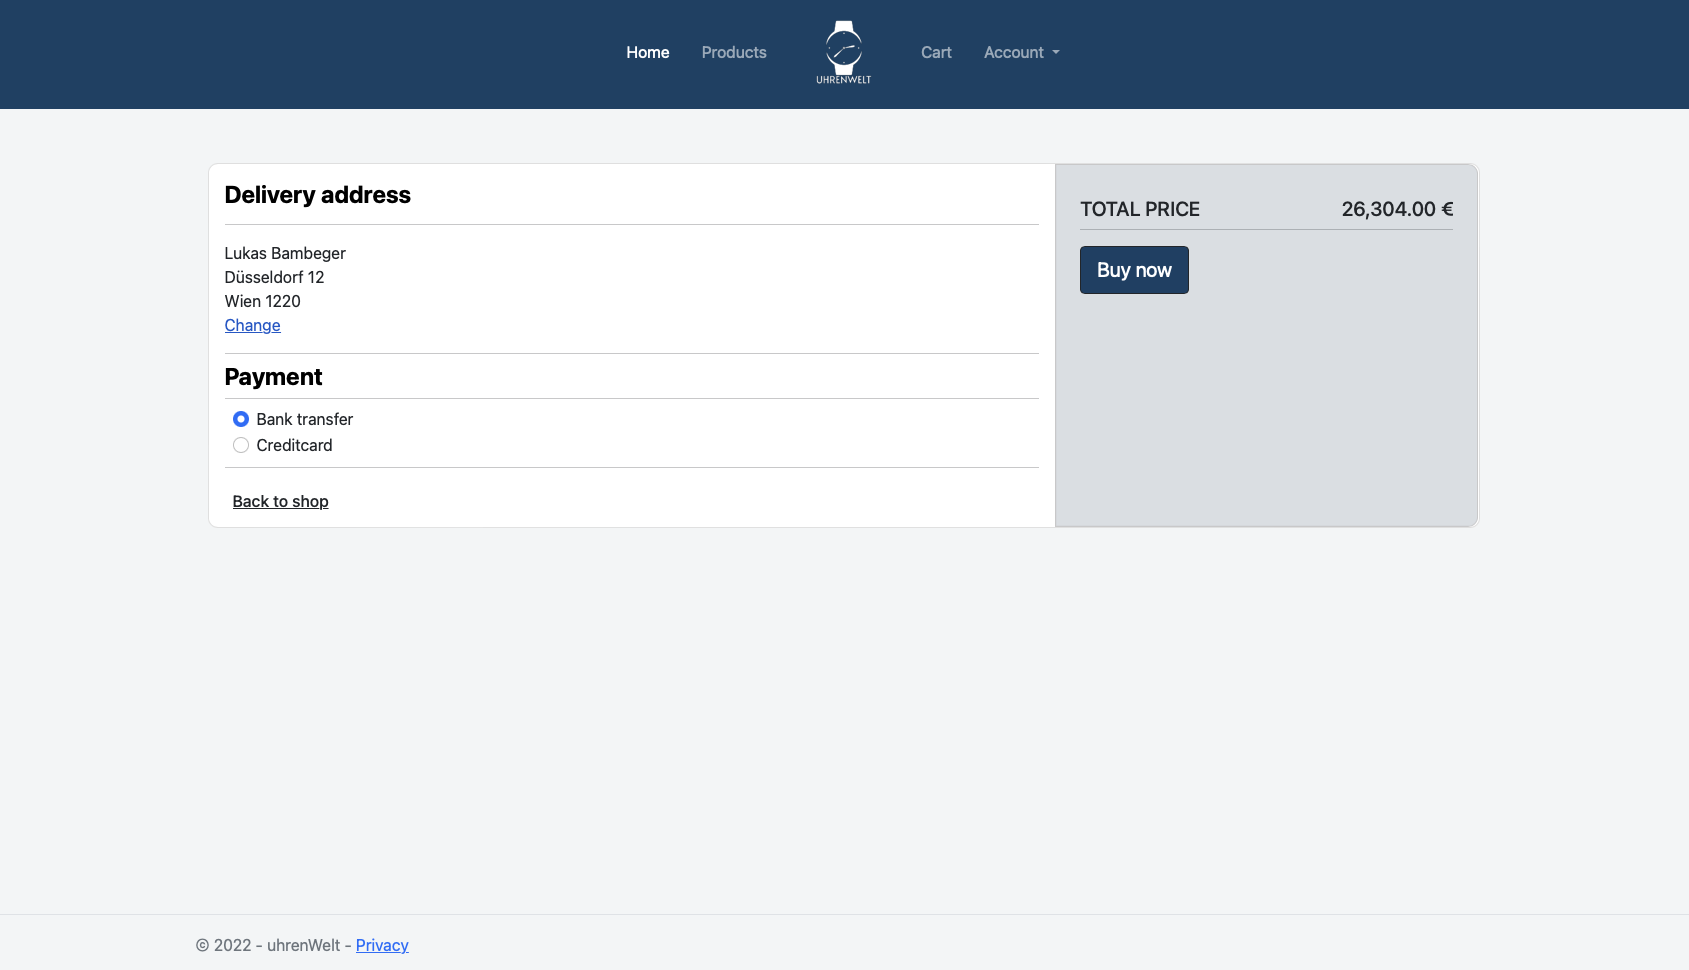 Home
Products
UHRENWELT
Cart
Account
Delivery address
Lukas Bambeger
Düsseldorf 12
Wien 1220
Change
Payment
Bank transfer
Creditcard
Back to shop
TOTAL PRICE 26,304.00 €
Buy now
© 2022 - uhrenWelt - Privacy